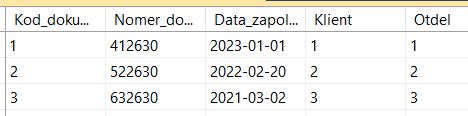 Kod_doku... Nomer_do... Data_zapol... Klient Otdel
1 412630 2023-01-01 1 1
2 522630 2022-02-20 2 2
3 632630 2021-03-02 3 3